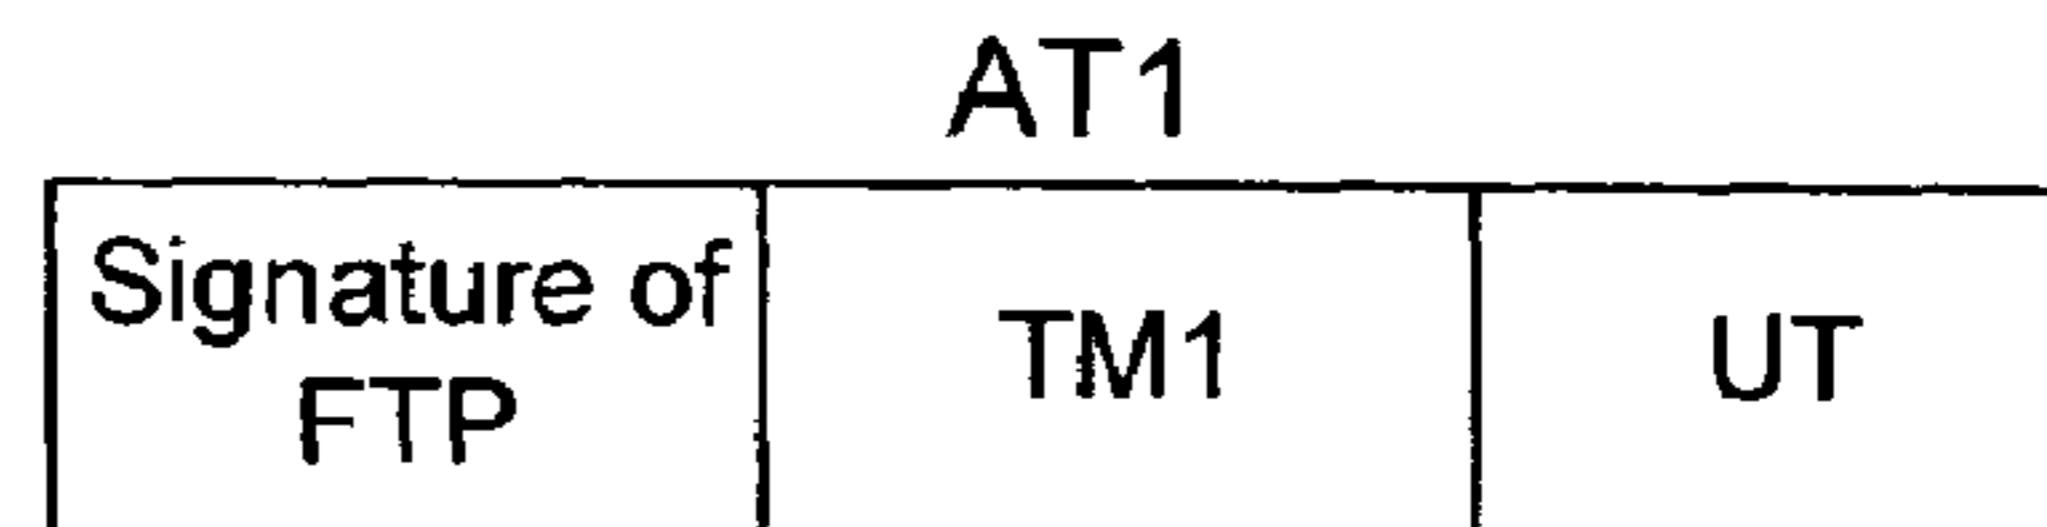 AT1
Signature of
FTP
TM1
UT